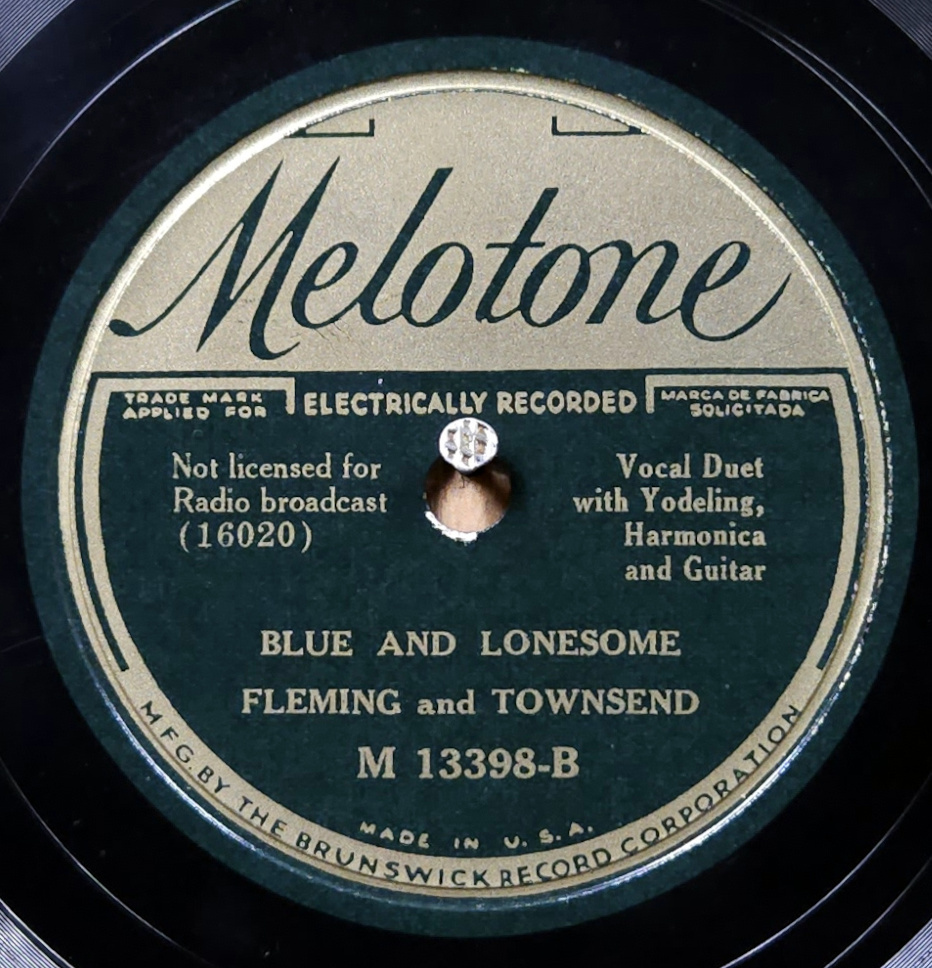 Melotone
TRADE MARK
APPLIED FOR
ELECTRICALLY RECORDED
MARCA DE FABRICA
SOLICITADA
Not licensed for
Radio broadcast
(16020)
Vocal Duet
with Yodeling,
Harmonica
and Guitar
BLUE AND LONESOME
FLEMING and TOWNSEND
M 13398-B
MADE IN U.S.A.
MFG. BY THE BRUNSWICK RECORD CORPORATION